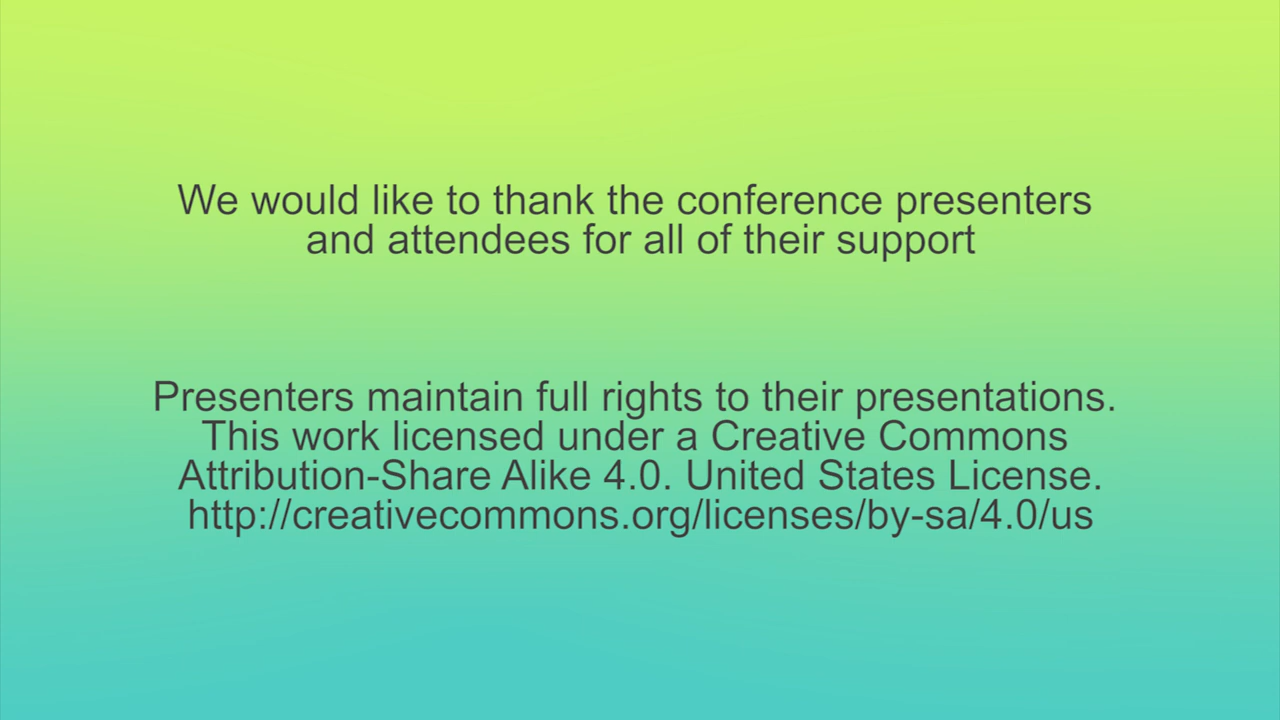 We would like to thank the conference presenters
and attendees for all of their support
Presenters maintain full rights to their presentations.
This work licensed under a Creative Commons
Attribution-Share Alike 4.0. United States License.
http://creativecommons.org/licenses/by-sa/4.0/us